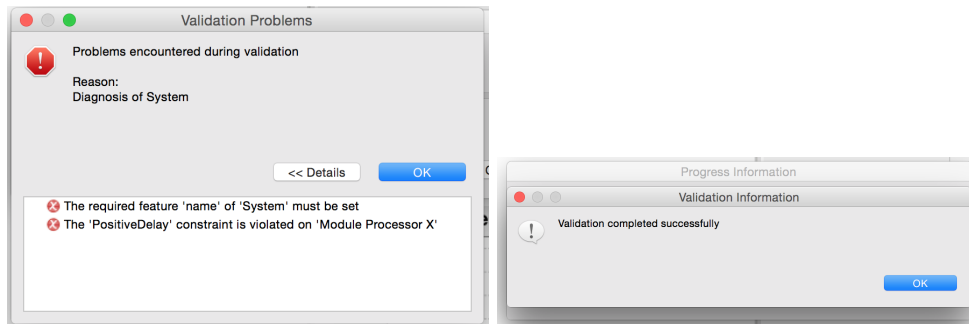 Validation Problems
Problems encountered during validation
Reason:
Diagnosis of System
<< Details
OK
The required feature 'name' of 'System' must be set
The 'PositiveDelay' constraint is violated on 'Module Processor X'
Progress Information
Validation Information
Validation completed successfully
OK